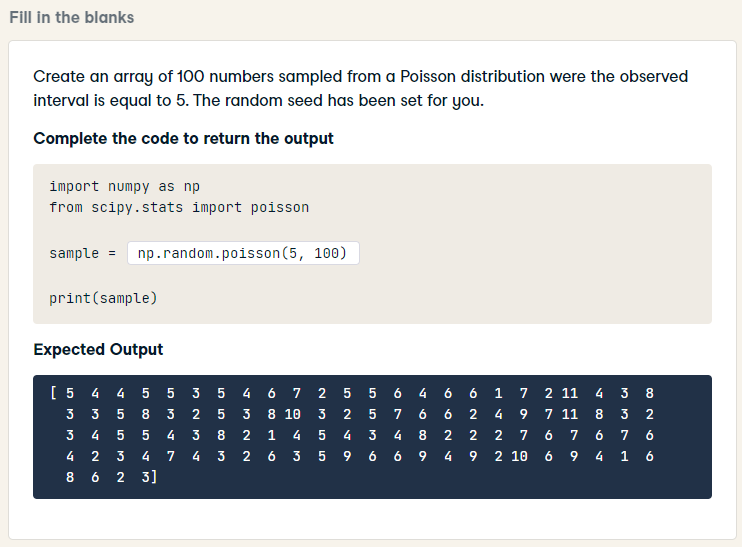 Fill in the blanks
Create an array of 100 numbers sampled from a Poisson distribution were the observed
interval is equal to 5. The random seed has been set for you.
Complete the code to return the output
import numpy as np
from scipy.stats import poisson
sample = np.random.poisson(5, 100)
print(sample)
Expected Output
[ 5 4 4 5 5 3 5 4 6 7 2 5 5 6 4 6 6 1 7 2 11 4 3 8
3 3 5 8 3 2 5 3 8 10 3 2 5 7 6 6 2 4 9 7 11 8 3 2
3 4 5 5 4 3 8 2 1 4 5 4 3 4 8 2 2 2 7 6 7 6 7 6
4 2 3 4 7 4 3 2 6 3 5 9 6 6 9 4 9 2 10 6 9 4 1 6
8 6 2 3]